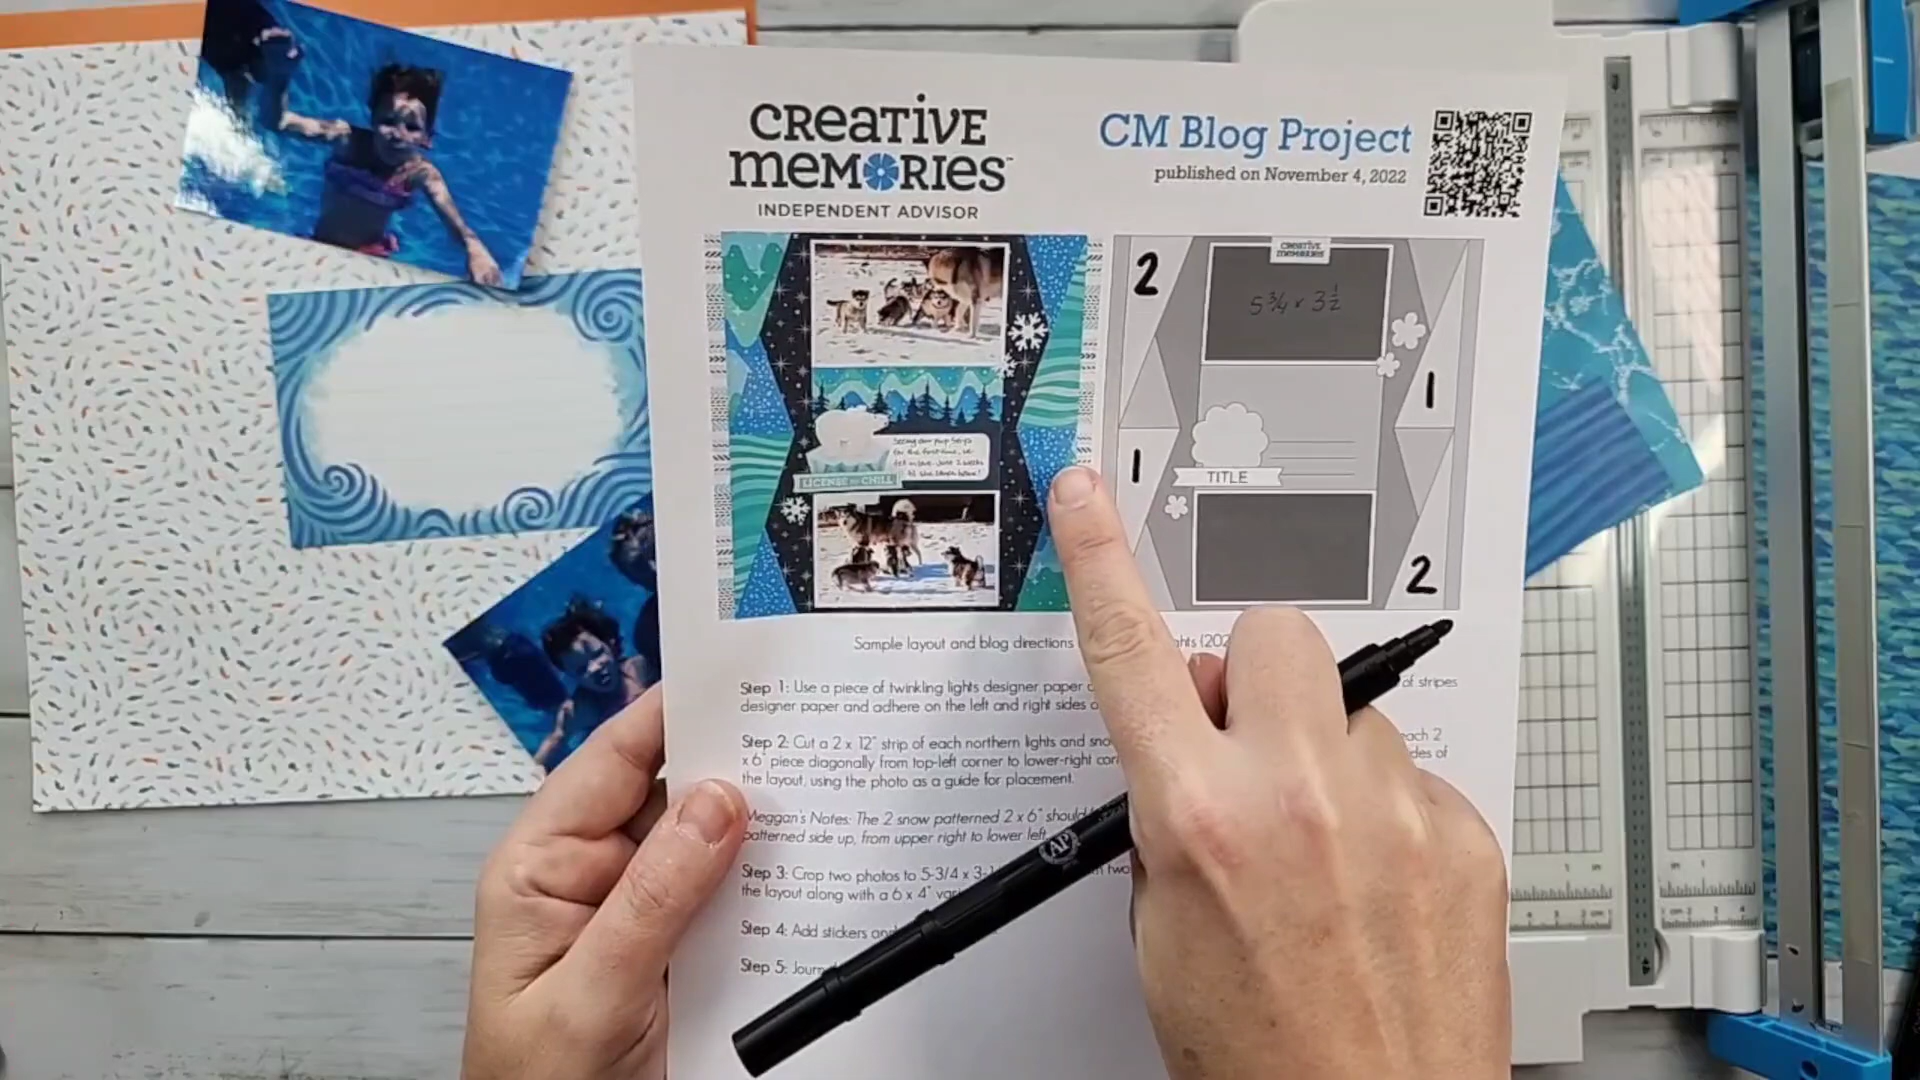 CREATIVE
MEMORIES™
INDEPENDENT ADVISOR
CM Blog Project
published on November 4, 2022
LICENSE TO CHILL
CREATIVE
MEMORIES
5 3/4 x 3 1/2
2
1
1
2
TITLE
Sample layout and blog directions
Step 1: Use a piece of twinkling lights designer paper of stripes
designer paper and adhere on the left and right sides
Step 2: Cut a 2 x 12" strip of each northern lights and each 2
x 6" piece diagonally from top-left corner to lower-right of
the layout, using the photo as a guide for placement.
Meggan's Notes: The 2 snow patterned 2 x 6" should
patterned side up, from upper right to lower left
Step 3: Crop two photos to 5-3/4 x two
the layout along with a 6 x 4"
Step 4: Add stickers
Step 5:
AP